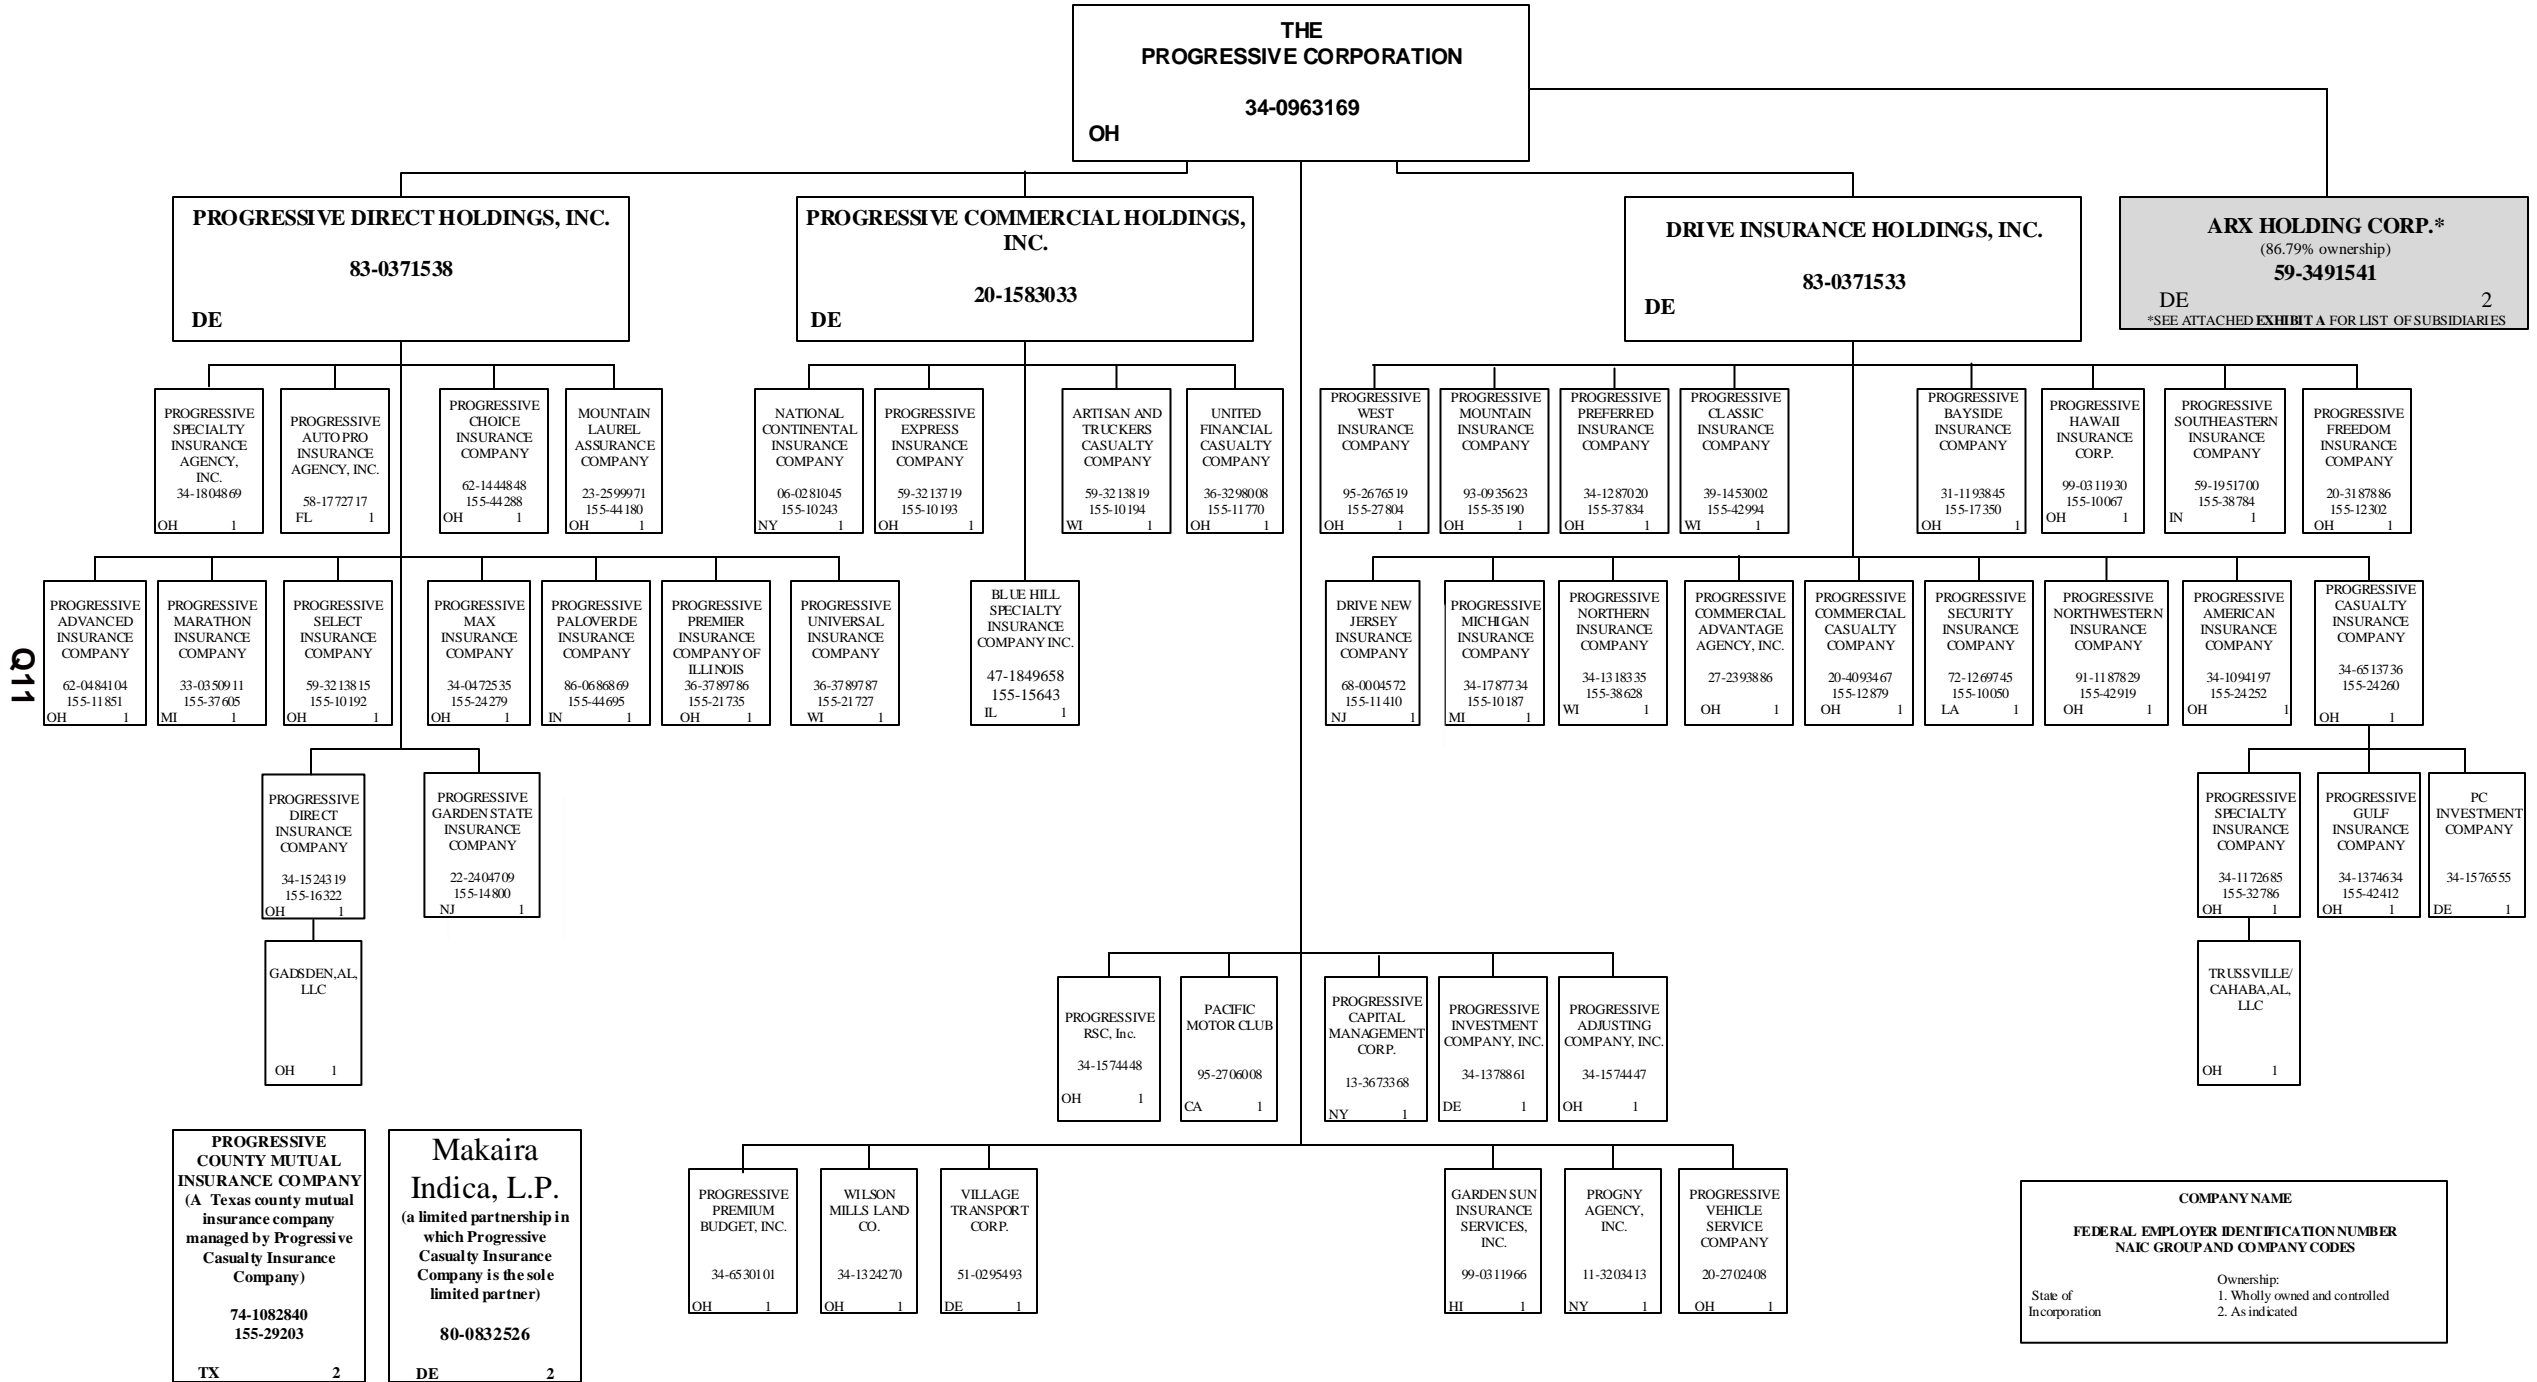 THE
PROGRESSIVE CORPORATION
34-0963169
OH
PROGRESSIVE DIRECT HOLDINGS, INC.
83-0371538
DE
PROGRESSIVE COMMERCIAL HOLDINGS,
INC.
20-1583033
DE
DRIVE INSURANCE HOLDINGS, INC.
83-0371533
DE
ARX HOLDING CORP.*
(86.79% ownership)
59-3491541
DE 2
*SEE ATTACHED EXHIBIT A FOR LIST OF SUBSIDIARIES
PROGRESSIVE
SPECIALTY
INSURANCE
AGENCY,
INC.
34-1804869
OH 1
PROGRESSIVE
AUTO PRO
INSURANCE
AGENCY, INC.
58-1772717
FL 1
PROGRESSIVE
CHOICE
INSURANCE
COMPANY
62-1444848
155-44288
OH 1
MOUNTAIN
LAUREL
ASSURANCE
COMPANY
23-2599971
155-44180
OH 1
NATIONAL
CONTINENTAL
INSURANCE
COMPANY
06-0281045
155-10243
NY 1
PROGRESSIVE
EXPRESS
INSURANCE
COMPANY
59-3213719
155-10193
OH 1
ARTISAN AND
TRUCKERS
CASUALTY
COMPANY
59-3213819
155-10194
WI 1
UNITED
FINANCIAL
CASUALTY
COMPANY
36-3298008
155-11770
OH 1
PROGRESSIVE
WEST
INSURANCE
COMPANY
95-2676519
155-27804
OH 1
PROGRESSIVE
MOUNTAIN
INSURANCE
COMPANY
93-0935623
155-35190
OH 1
PROGRESSIVE
PREFERRED
INSURANCE
COMPANY
34-1287020
155-37834
OH 1
PROGRESSIVE
CLASSIC
INSURANCE
COMPANY
39-1453002
155-42994
WI 1
PROGRESSIVE
BAYSIDE
INSURANCE
COMPANY
31-1193845
155-17350
OH 1
PROGRESSIVE
HAWAII
INSURANCE
CORP.
99-0311930
155-10067
OH 1
PROGRESSIVE
SOUTHEASTERN
INSURANCE
COMPANY
59-1951700
155-38784
IN 1
PROGRESSIVE
FREEDOM
INSURANCE
COMPANY
20-3187886
155-12302
OH 1
PROGRESSIVE
ADVANCED
INSURANCE
COMPANY
62-0484104
155-11851
OH 1
PROGRESSIVE
MARATHON
INSURANCE
COMPANY
33-0350911
155-37605
MI 1
PROGRESSIVE
SELECT
INSURANCE
COMPANY
59-3213815
155-10192
OH 1
PROGRESSIVE
MAX
INSURANCE
COMPANY
34-0472535
155-24279
OH 1
PROGRESSIVE
PALOVERDE
INSURANCE
COMPANY
86-0686869
155-44695
IN 1
PROGRESSIVE
PREMIER
INSURANCE
COMPANY OF
ILLINOIS
36-3789786
155-21735
OH 1
PROGRESSIVE
UNIVERSAL
INSURANCE
COMPANY
36-3789787
155-21727
WI 1
BLUE HILL
SPECIALTY
INSURANCE
COMPANY INC.
47-1849658
155-15643
IL 1
DRIVE NEW
JERSEY
INSURANCE
COMPANY
68-0004572
155-11410
NJ 1
PROGRESSIVE
MICHIGAN
INSURANCE
COMPANY
34-1787734
155-10187
MI 1
PROGRESSIVE
NORTHERN
INSURANCE
COMPANY
34-1318335
155-38628
WI 1
PROGRESSIVE
COMMERCIAL
ADVANTAGE
AGENCY, INC.
27-2393886
OH 1
PROGRESSIVE
COMMERCIAL
CASUALTY
COMPANY
20-4093467
155-12879
OH 1
PROGRESSIVE
SECURITY
INSURANCE
COMPANY
72-1269745
155-10050
LA 1
PROGRESSIVE
NORTHWESTERN
INSURANCE
COMPANY
91-1187829
155-42919
OH 1
PROGRESSIVE
AMERICAN
INSURANCE
COMPANY
34-1094197
155-24252
OH 1
PROGRESSIVE
CASUALTY
INSURANCE
COMPANY
34-6513736
155-24260
OH 1
Q11
PROGRESSIVE
DIRECT
INSURANCE
COMPANY
34-1524319
155-16322
OH 1
PROGRESSIVE
GARDEN STATE
INSURANCE
COMPANY
22-2404709
155-14800
NJ 1
PROGRESSIVE
SPECIALTY
INSURANCE
COMPANY
34-1172685
155-32786
OH 1
PROGRESSIVE
GULF
INSURANCE
COMPANY
34-1374634
155-42412
OH 1
PC
INVESTMENT
COMPANY
34-1576555
DE 1
GADSDEN, AL,
LLC
OH 1
TRUSSVILLE/
CAHABA, AL,
LLC
OH 1
PROGRESSIVE
RSC, Inc.
34-1574448
OH 1
PACIFIC
MOTOR CLUB
95-2706008
CA 1
PROGRESSIVE
CAPITAL
MANAGEMENT
CORP.
13-3673368
NY 1
PROGRESSIVE
INVESTMENT
COMPANY, INC.
34-1378861
DE 1
PROGRESSIVE
ADJUSTING
COMPANY, INC.
34-1574447
OH 1
PROGRESSIVE
COUNTY MUTUAL
INSURANCE COMPANY
(A Texas county mutual
insurance company
managed by Progressive
Casualty Insurance
Company)
74-1082840
155-29203
TX 2
Makaira
Indica, L.P.
(a limited partnership in
which Progressive
Casualty Insurance
Company is the sole
limited partner)
80-0832526
DE 2
PROGRESSIVE
PREMIUM
BUDGET, INC.
34-6530101
OH 1
WILSON
MILLS LAND
CO.
34-1324270
OH 1
VILLAGE
TRANSPORT
CORP.
51-0295493
DE 1
GARDEN SUN
INSURANCE
SERVICES,
INC.
99-0311966
HI 1
PROGNY
AGENCY,
INC.
11-3203413
NY 1
PROGRESSIVE
VEHICLE
SERVICE
COMPANY
20-2702408
OH 1
COMPANY NAME
FEDERAL EMPLOYER IDENTIFICATION NUMBER
NAIC GROUP AND COMPANY CODES
Ownership:
State of 1. Wholly owned and controlled
Incorporation 2. As indicated